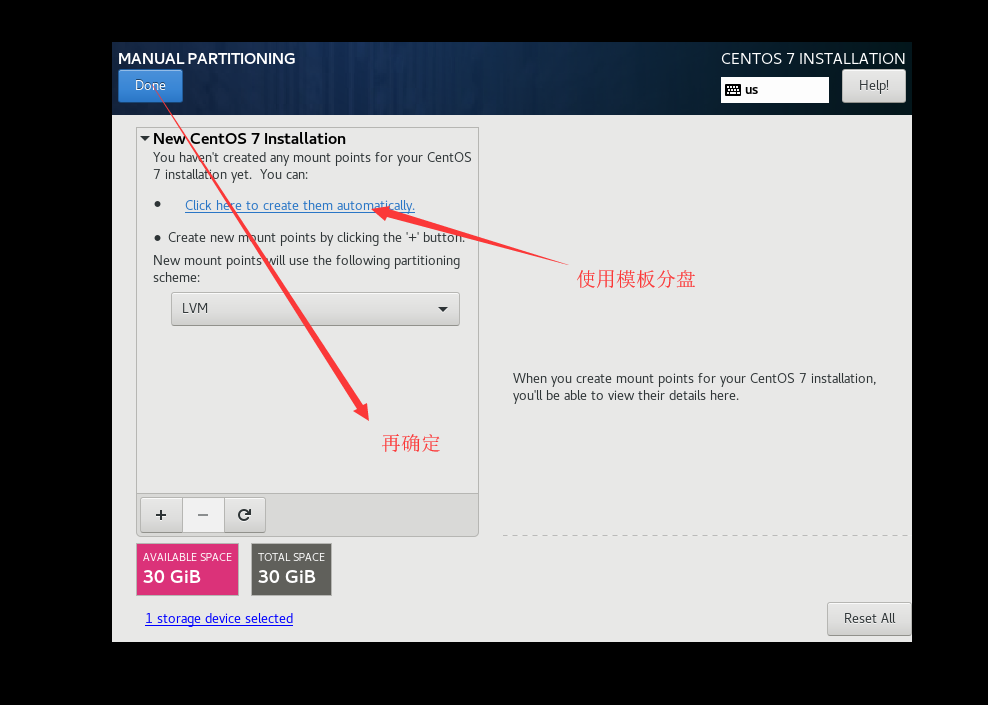 MANUAL PARTITIONING
CENTOS 7 INSTALLATION
Done
us
Help!
New CentOS 7 Installation
You haven't created any mount points for your CentOS
7 installation yet.  You can:
Click here to create them automatically.
Create new mount points by clicking the '+' button.
New mount points will use the following partitioning
scheme:
LVM
使用模板分盘
When you create mount points for your CentOS 7 installation,
you'll be able to view their details here.
再确定
+
−
AVAILABLE SPACE
30 GiB
TOTAL SPACE
30 GiB
1 storage device selected
Reset All